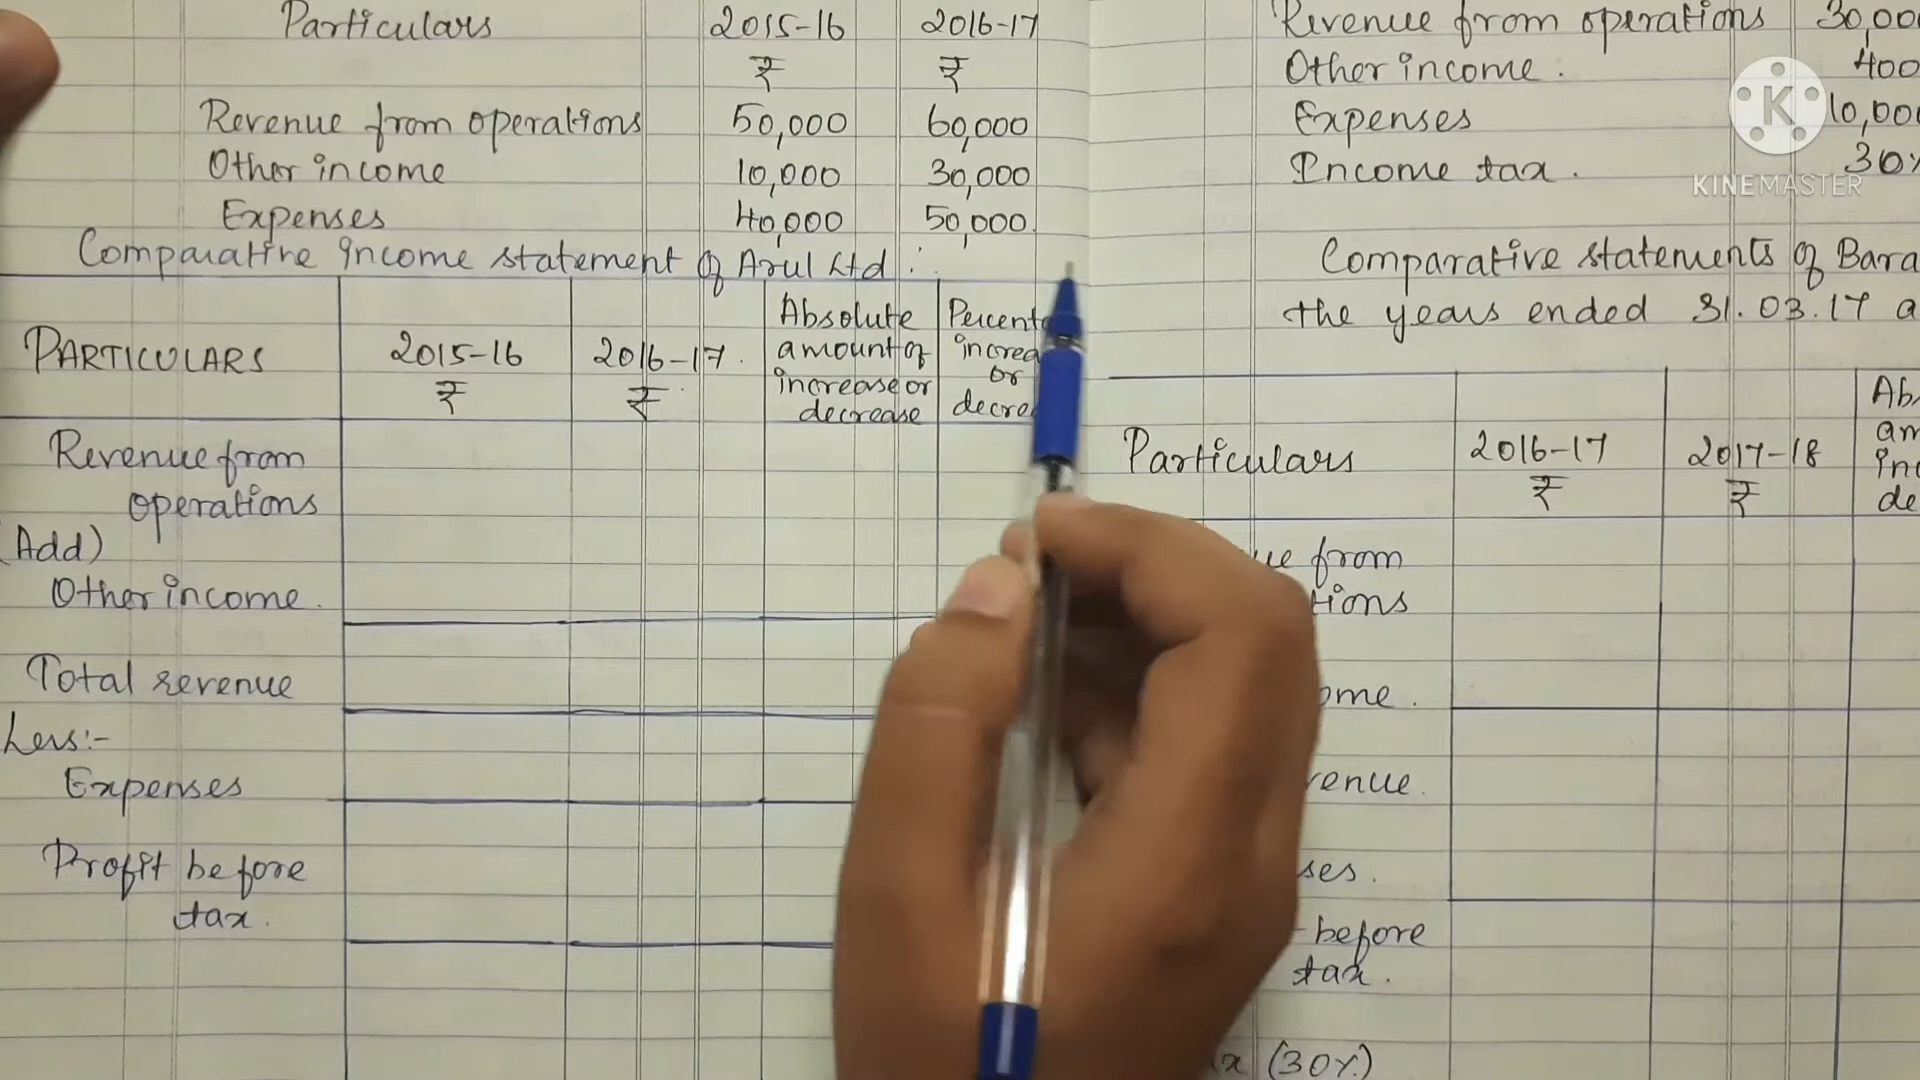 Particulars 2015-16 2016-17
₹ ₹
Revenue from operations 50,000 60,000
Other income 10,000 30,000
Expenses 40,000 50,000
Comparative income statement of Arul Ltd.
PARTICULARS 2015-16 2016-17. Absolute amount of increase or decrease
₹ ₹
or
Revenue from
operations
(Add)
Other income.
Total revenue
Less:-
Expenses
Profit before
tax.
Revenue from operations 30,00
Other income. 400
Expenses 10,000
Income tax. 30%
KINEMASTER
Comparative statements of Bara
the years ended 31.03.17 a
Particulars 2016-17 2017-18
₹ ₹
from
before
tax.
(30%)